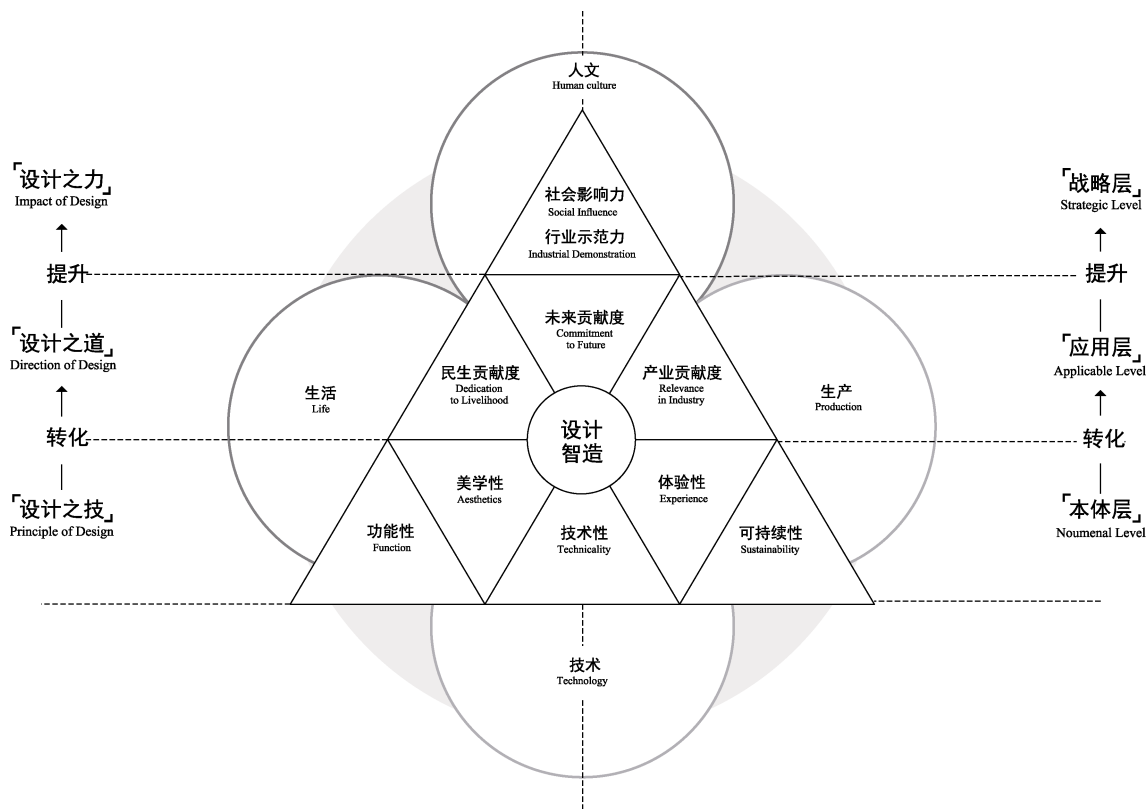 人文
Human culture
「设计之力」
Impact of Design
提升
「设计之道」
Direction of Design
转化
「设计之技」
Principle of Design
社会影响力
Social Influence
行业示范力
Industrial Demonstration
未来贡献度
Commitment
to Future
民生贡献度
Dedication
to Livelihood
产业贡献度
Relevance
in Industry
生活
Life
生产
Production
设计
智造
美学性
Aesthetics
体验性
Experience
功能性
Function
技术性
Technicality
可持续性
Sustainability
技术
Technology
「战略层」
Strategic Level
提升
「应用层」
Applicable Level
转化
「本体层」
Noumenal Level